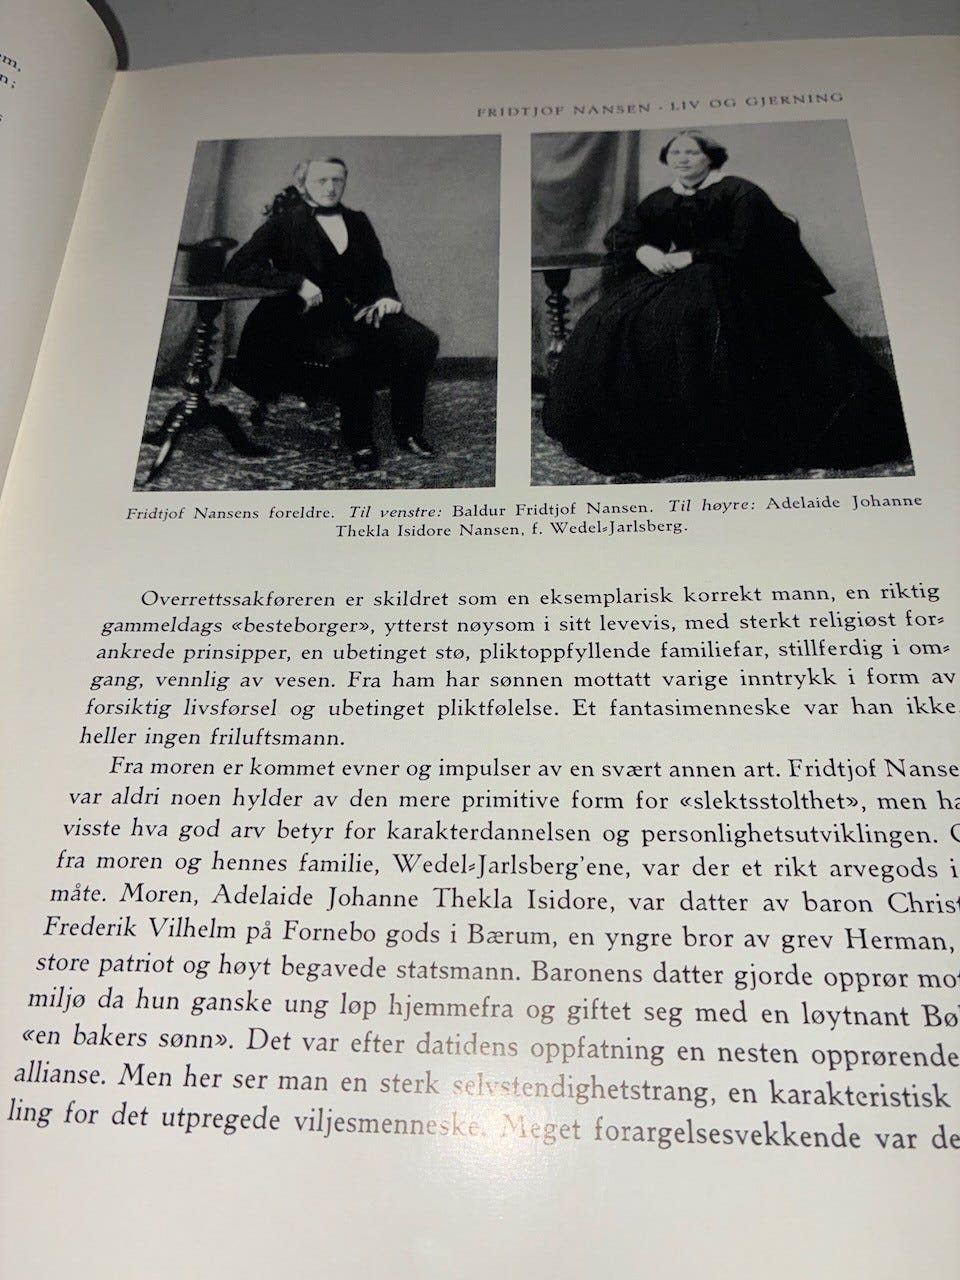 em,
n;
s
FRIDTJOF NANSEN · LIV OG GJERNING
Fridtjof Nansens foreldre. Til venstre: Baldur Fridtjof Nansen. Til høyre: Adelaide Johanne
Thekla Isidore Nansen, f. Wedel-Jarlsberg.
Overrettssakføreren er skildret som en eksemplarisk korrekt mann, en riktig
gammeldags «besteborger», ytterst nøysom i sitt levevis, med sterkt religiøst for-
ankrede prinsipper, en ubetinget stø, pliktoppfyllende familiefar, stillferdig i om-
gang, vennlig av vesen. Fra ham har sønnen mottatt varige inntrykk i form av
forsiktig livsførsel og ubetinget pliktfølelse. Et fantasimenneske var han ikke,
heller ingen friluftsmann.
Fra moren er kommet evner og impulser av en svært annen art. Fridtjof Nanse
var aldri noen hylder av den mere primitive form for «slektsstolthet», men ha
visste hva god arv betyr for karakterdannelsen og personlighetsutviklingen.
fra moren og hennes familie, Wedel-Jarlsberg'ene, var der et rikt arvegods i
måte. Moren, Adelaide Johanne Thekla Isidore, var datter av baron Christ
Frederik Vilhelm på Fornebo gods i Bærum, en yngre bror av grev Herman,
store patriot og høyt begavede statsmann. Baronens datter gjorde opprør mot
miljø da hun ganske ung løp hjemmefra og giftet seg med en løytnant Bø
«en bakers sønn». Det var efter datidens oppfatning en nesten opprørende
allianse. Men her ser man en sterk selvstendighetstrang, en karakteristisk
ling for det utpregede viljesmenneske. Meget forargelsesvekkende var de